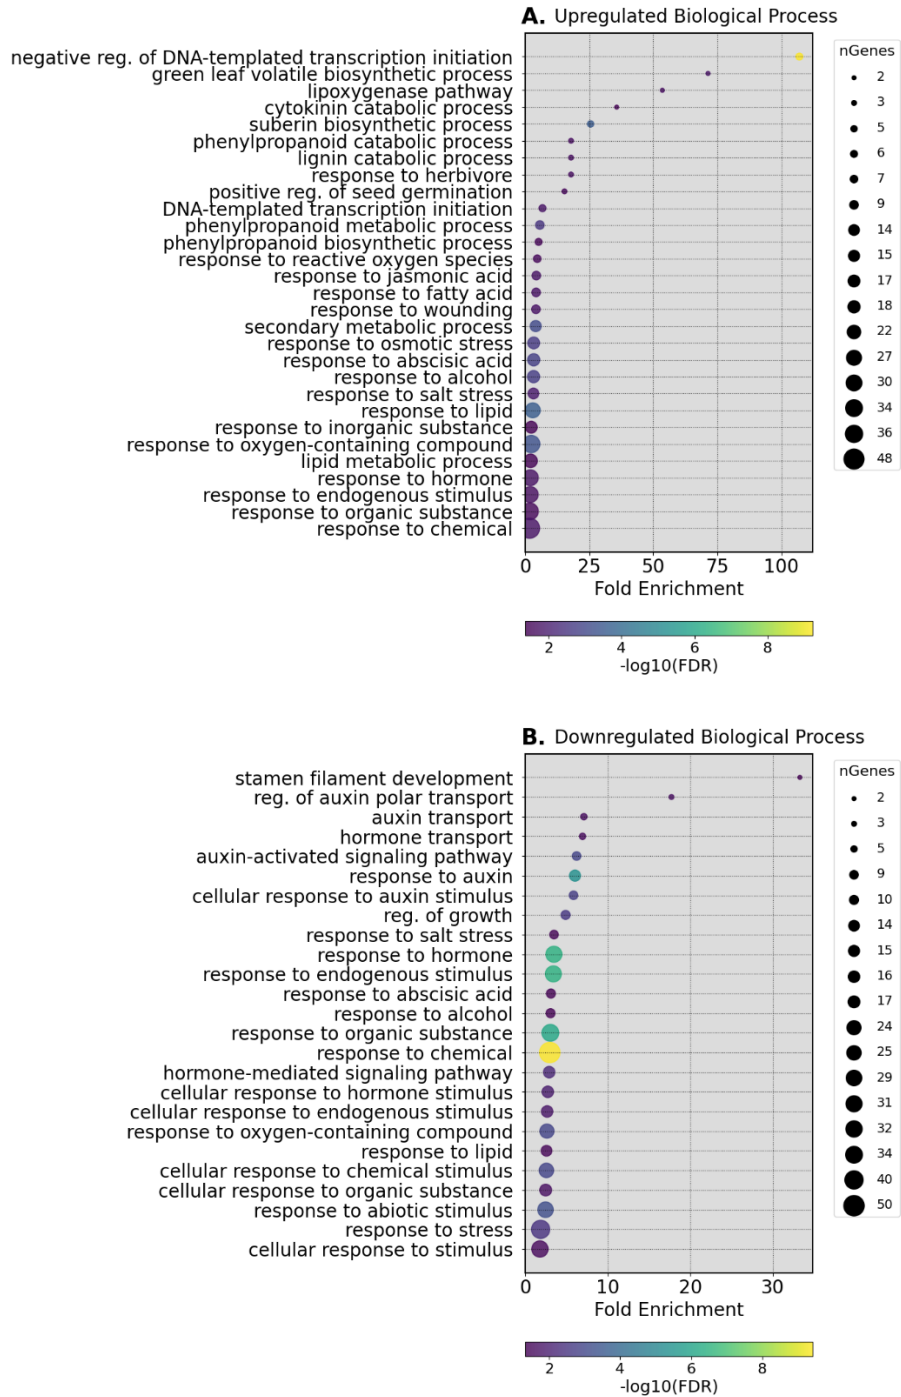 A. Upregulated Biological Process
negative reg. of DNA-templated transcription initiation
green leaf volatile biosynthetic process
lipoxygenase pathway
cytokinin catabolic process
suberin biosynthetic process
phenylpropanoid catabolic process
lignin catabolic process
response to herbivore
positive reg. of seed germination
DNA-templated transcription initiation
phenylpropanoid metabolic process
phenylpropanoid biosynthetic process
response to reactive oxygen species
response to jasmonic acid
response to fatty acid
response to wounding
secondary metabolic process
response to osmotic stress
response to abscisic acid
response to alcohol
response to salt stress
response to lipid
response to inorganic substance
response to oxygen-containing compound
lipid metabolic process
response to hormone
response to endogenous stimulus
response to organic substance
response to chemical
0 25 50 75 100
Fold Enrichment
nGenes
2
3
5
6
7
9
14
15
17
18
22
27
30
34
36
48
2 4 6 8
-log10(FDR)
B. Downregulated Biological Process
stamen filament development
reg. of auxin polar transport
auxin transport
hormone transport
auxin-activated signaling pathway
response to auxin
cellular response to auxin stimulus
reg. of growth
response to salt stress
response to hormone
response to endogenous stimulus
response to abscisic acid
response to alcohol
response to organic substance
response to chemical
hormone-mediated signaling pathway
cellular response to hormone stimulus
cellular response to endogenous stimulus
response to oxygen-containing compound
response to lipid
cellular response to chemical stimulus
cellular response to organic substance
response to abiotic stimulus
response to stress
cellular response to stimulus
0 10 20 30
Fold Enrichment
nGenes
2
3
5
9
10
14
15
16
17
24
25
29
31
32
34
40
50
2 4 6 8
-log10(FDR)